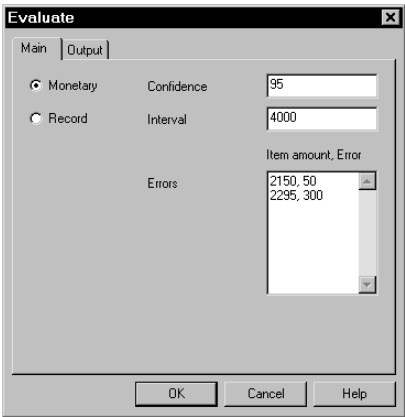 Evaluate
Main Output
Monetary Confidence 95
Record Interval 4000
Item amount, Error
Errors 2150, 50
2295, 300
OK Cancel Help